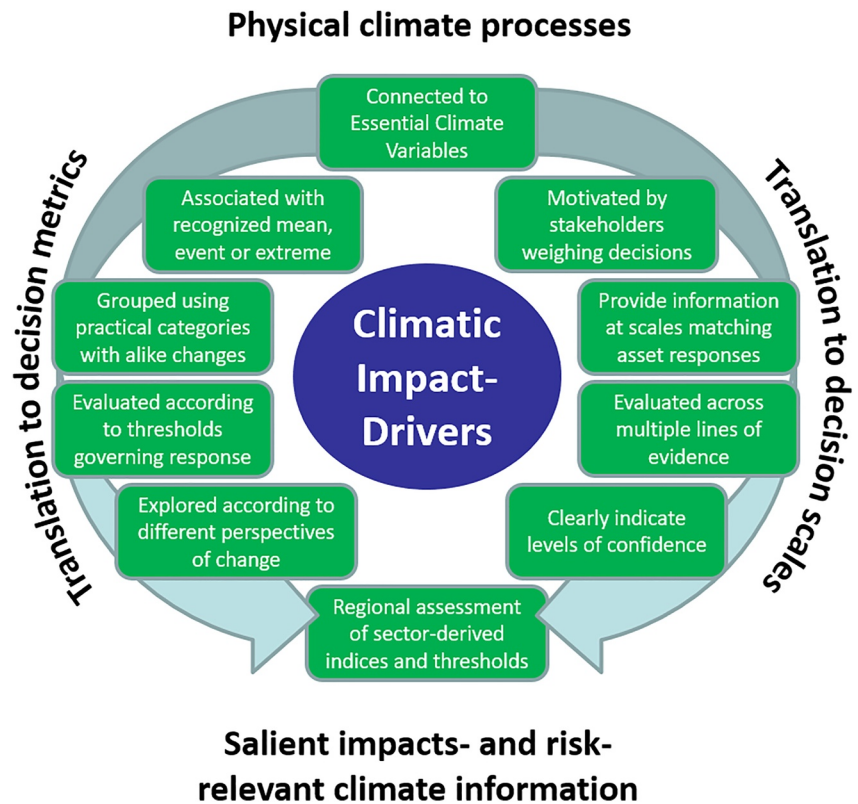 Physical climate processes
Connected to
Essential Climate
Variables
Associated with
recognized mean,
event or extreme
Motivated by
stakeholders
weighing decisions
Translation to decision metrics
Translation to decision scales
Grouped using
practical categories
with alike changes
Climatic
Impact-
Drivers
Provide information
at scales matching
asset responses
Evaluated according
to thresholds
governing response
Evaluated across
multiple lines of
evidence
Explored according to
different perspectives
of change
Clearly indicate
levels of confidence
Regional assessment
of sector-derived
indices and thresholds
Salient impacts- and risk-
relevant climate information